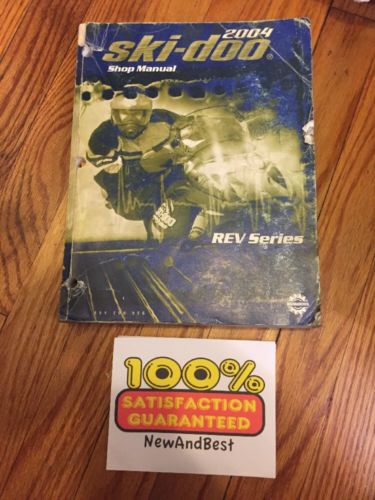 2004
ski-doo®
Shop Manual
REV Series
100%
SATISFACTION
GUARANTEED
NewAndBest